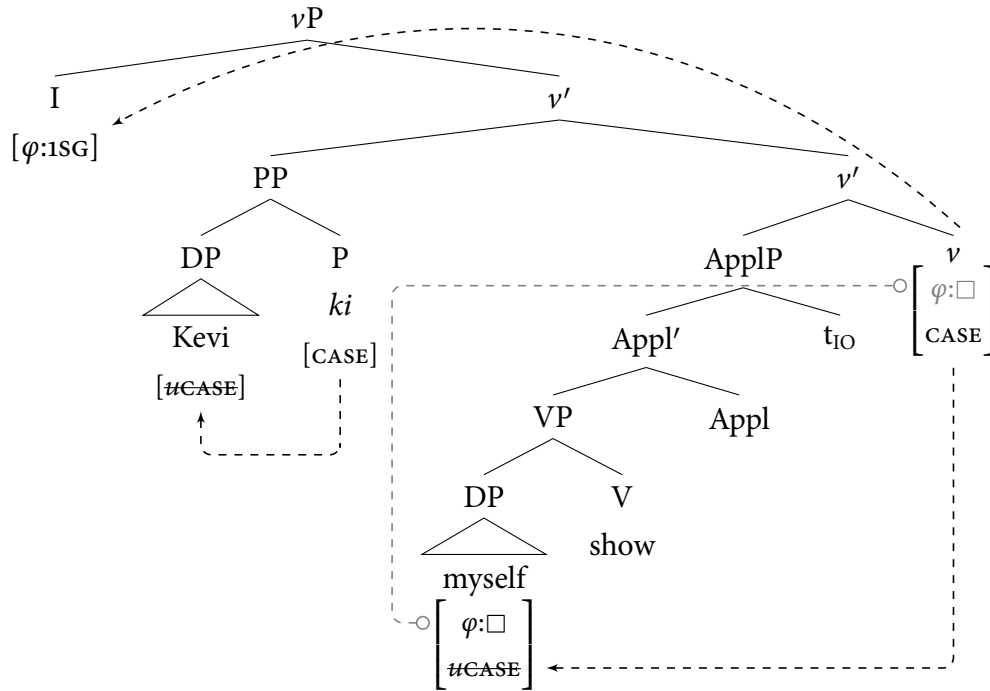 vP
I
v′
[φ:1SG]
PP
v′
DP
P
ApplP
v
Kevi
ki
[φ:□
CASE]
[uCASE]
[CASE]
Appl′
t_IO
VP
Appl
DP
V
myself
show
[φ:□
uCASE]